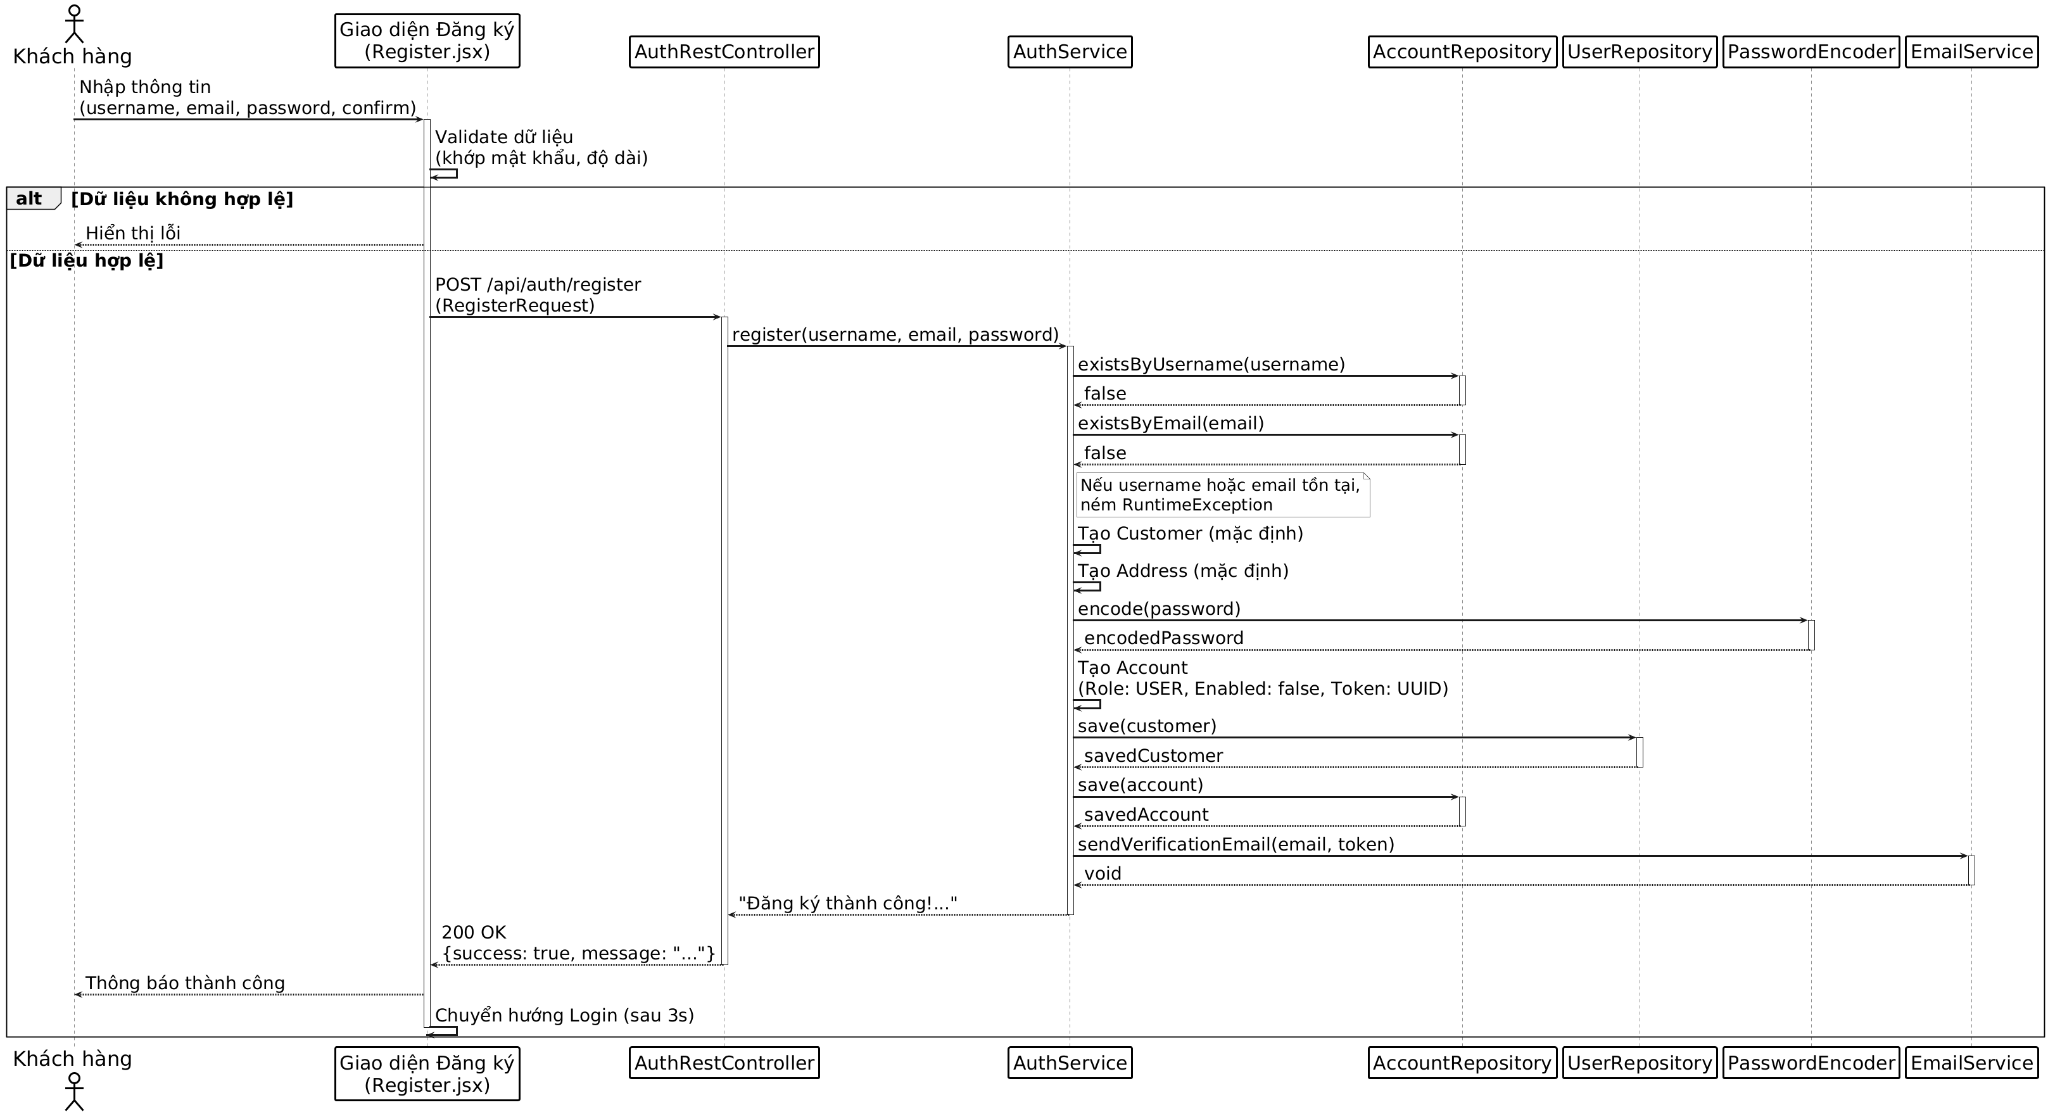 Khách hàng
Giao diện Đăng ký
(Register.jsx)
AuthRestController
AuthService
AccountRepository
UserRepository
PasswordEncoder
EmailService
Nhập thông tin
(username, email, password, confirm)
Validate dữ liệu
(khớp mật khẩu, độ dài)
alt
[Dữ liệu không hợp lệ]
Hiển thị lỗi
[Dữ liệu hợp lệ]
POST /api/auth/register
(RegisterRequest)
register(username, email, password)
existsByUsername(username)
false
existsByEmail(email)
false
Nếu username hoặc email tồn tại,
ném RuntimeException
Tạo Customer (mặc định)
Tạo Address (mặc định)
encode(password)
encodedPassword
Tạo Account
(Role: USER, Enabled: false, Token: UUID)
save(customer)
savedCustomer
save(account)
savedAccount
sendVerificationEmail(email, token)
void
"Đăng ký thành công!..."
200 OK
{success: true, message: "..."}
Thông báo thành công
Chuyển hướng Login (sau 3s)
Khách hàng
Giao diện Đăng ký
(Register.jsx)
AuthRestController
AuthService
AccountRepository
UserRepository
PasswordEncoder
EmailService